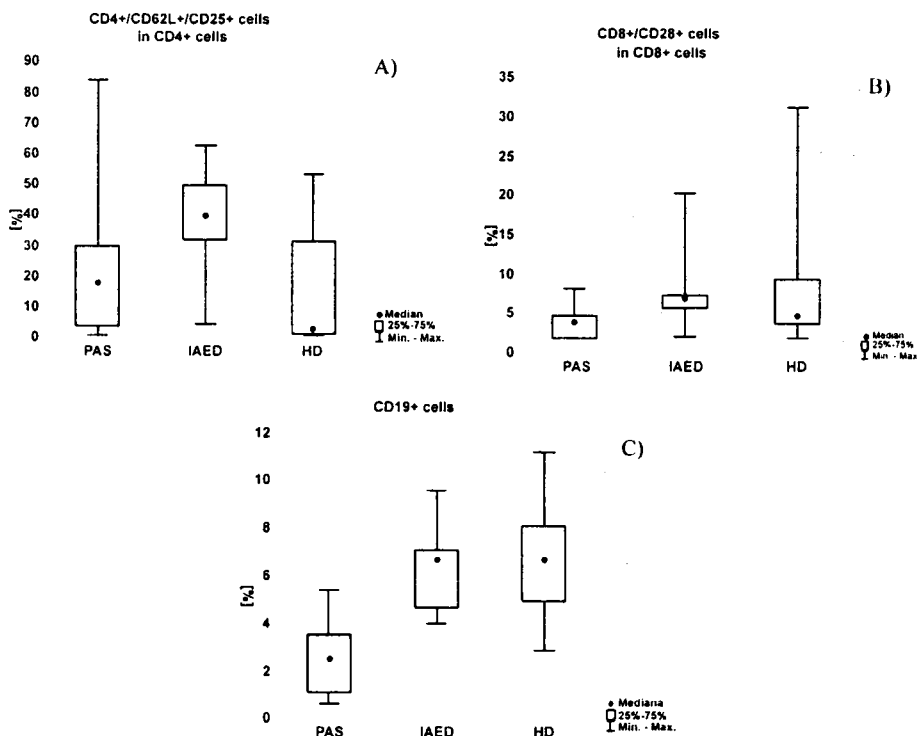 CD4+/CD62L+/CD25+ cells
in CD4+ cells
A)
90
80
70
60
50
40
30
20
10
0
[%]
PAS IAED HD
Median
25%-75%
Min. - Max.
CD8+/CD28+ cells
in CD8+ cells
B)
35
30
25
20
15
10
5
0
[%]
PAS IAED HD
Median
25%-75%
Min. - Max.
CD19+ cells
C)
12
10
8
6
4
2
0
[%]
PAS IAED HD
Mediana
25%-75%
Min. - Max.